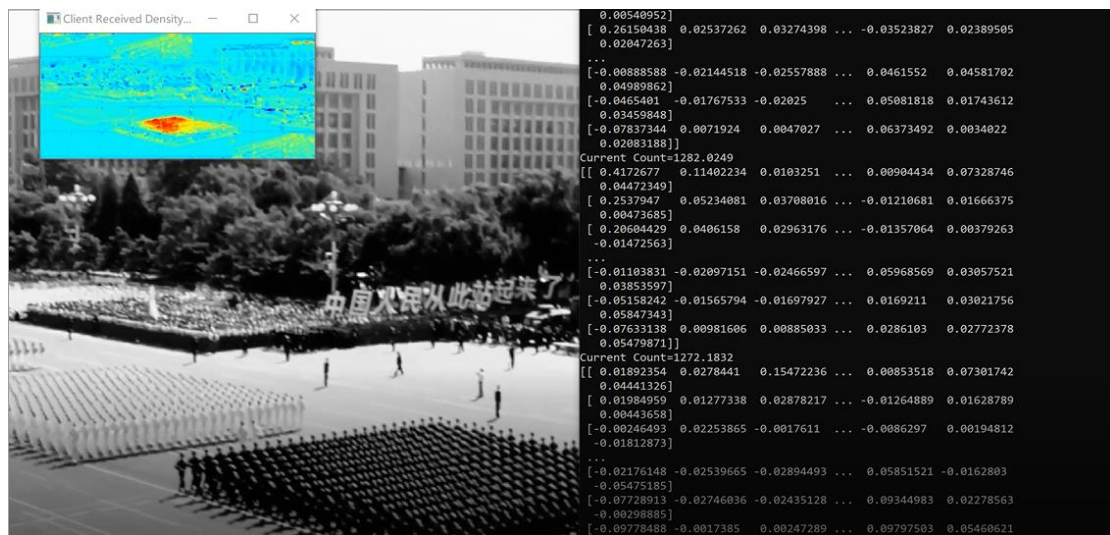 Client Received Density...
中国人民从此站起来了
0.00540952]
[ 0.26150438  0.02537262  0.03274398 ... -0.03523827  0.02389505
0.02047263]
...
[-0.00888588 -0.02144518 -0.02557888 ...  0.0461552   0.04581702
0.04989862]
[-0.0465401  -0.01767533 -0.02025    ...  0.05081818  0.01743612
0.03459848]
[-0.07837344  0.0071924   0.0047027  ...  0.06373492  0.0034022
0.02083188]]
Current Count=1282.0249
[[ 0.4172677   0.11402234  0.0103251  ...  0.00904434  0.07328746
0.04472349]
[ 0.2537947   0.05234081  0.03708016 ... -0.01210681  0.01666375
0.00473685]
[ 0.20604429  0.0406158   0.02963176 ... -0.01357064  0.00379263
-0.01472563]
...
[-0.01103831 -0.02097151 -0.02466597 ...  0.05968569  0.03057521
0.03853597]
[-0.05158242 -0.01565794 -0.01697927 ...  0.0169211   0.03021756
0.05847343]
[-0.07633138  0.00981606  0.00885033 ...  0.0286103   0.02772378
0.05479871]]
Current Count=1272.1832
[[ 0.01892354  0.0278441   0.15472236 ...  0.00853518  0.07301742
0.04441326]
[ 0.01984959  0.01277338  0.02878217 ... -0.01264889  0.01628789
0.00443658]
[-0.00246493  0.02253865 -0.0017611  ... -0.0086297   0.00194812
-0.01812873]
...
[-0.02176148 -0.02539665 -0.02894493 ...  0.05851521 -0.0162803
-0.05475185]
[-0.07728913 -0.02746036 -0.02435128 ...  0.09344983  0.02278563
-0.00298885]
[-0.09778488 -0.0017385   0.00247289 ...  0.09797503  0.05460621